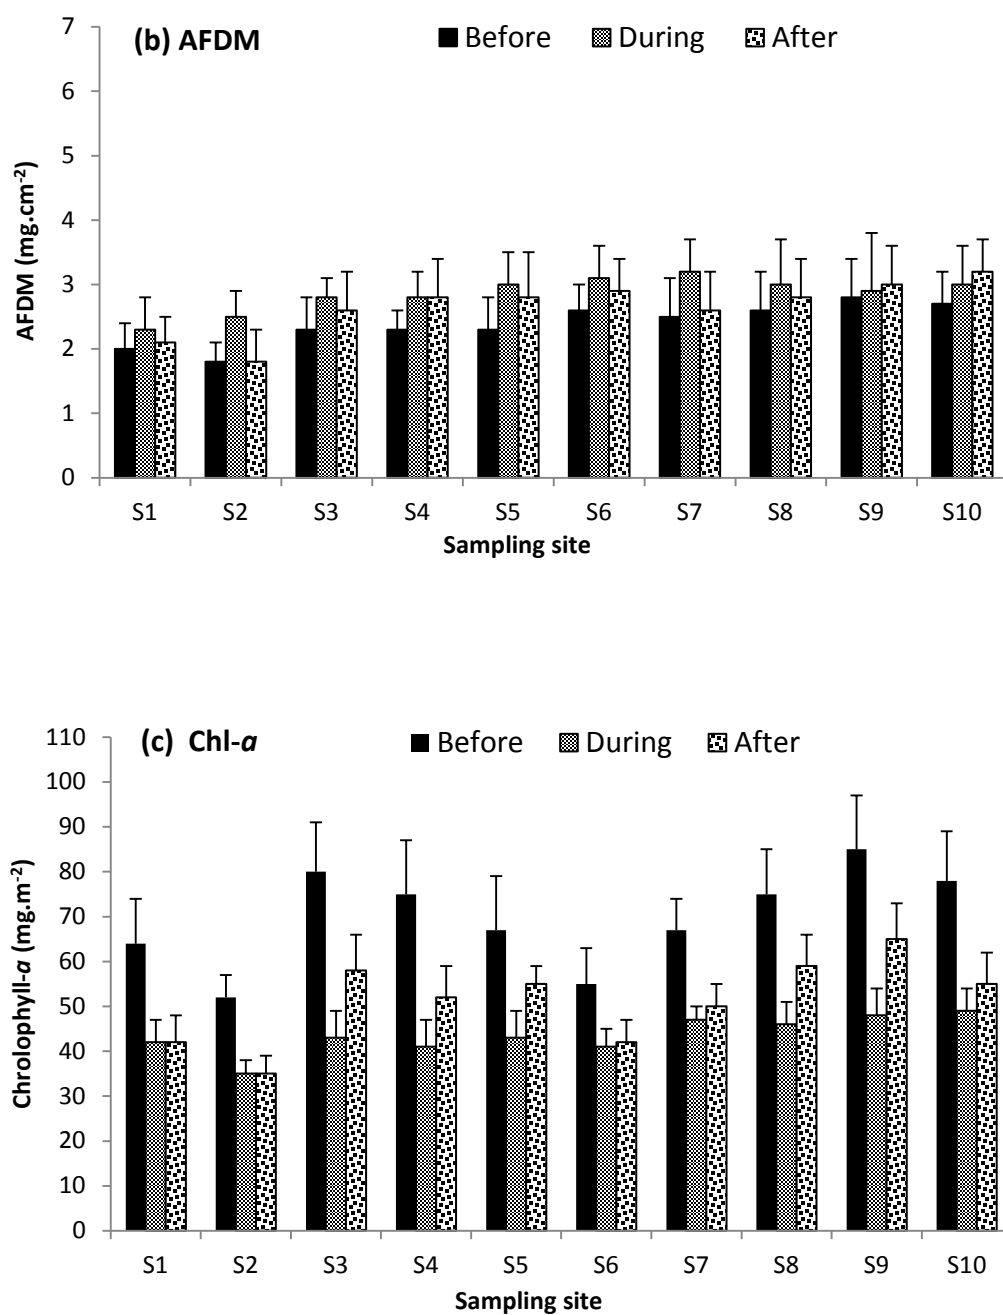 (b) AFDM
Before During After
AFDM (mg.cm-2)
7
6
5
4
3
2
1
0
S1 S2 S3 S4 S5 S6 S7 S8 S9 S10
Sampling site
(c) Chl-a
Before During After
Chrolophyll-a (mg.m-2)
110
100
90
80
70
60
50
40
30
20
10
0
S1 S2 S3 S4 S5 S6 S7 S8 S9 S10
Sampling site